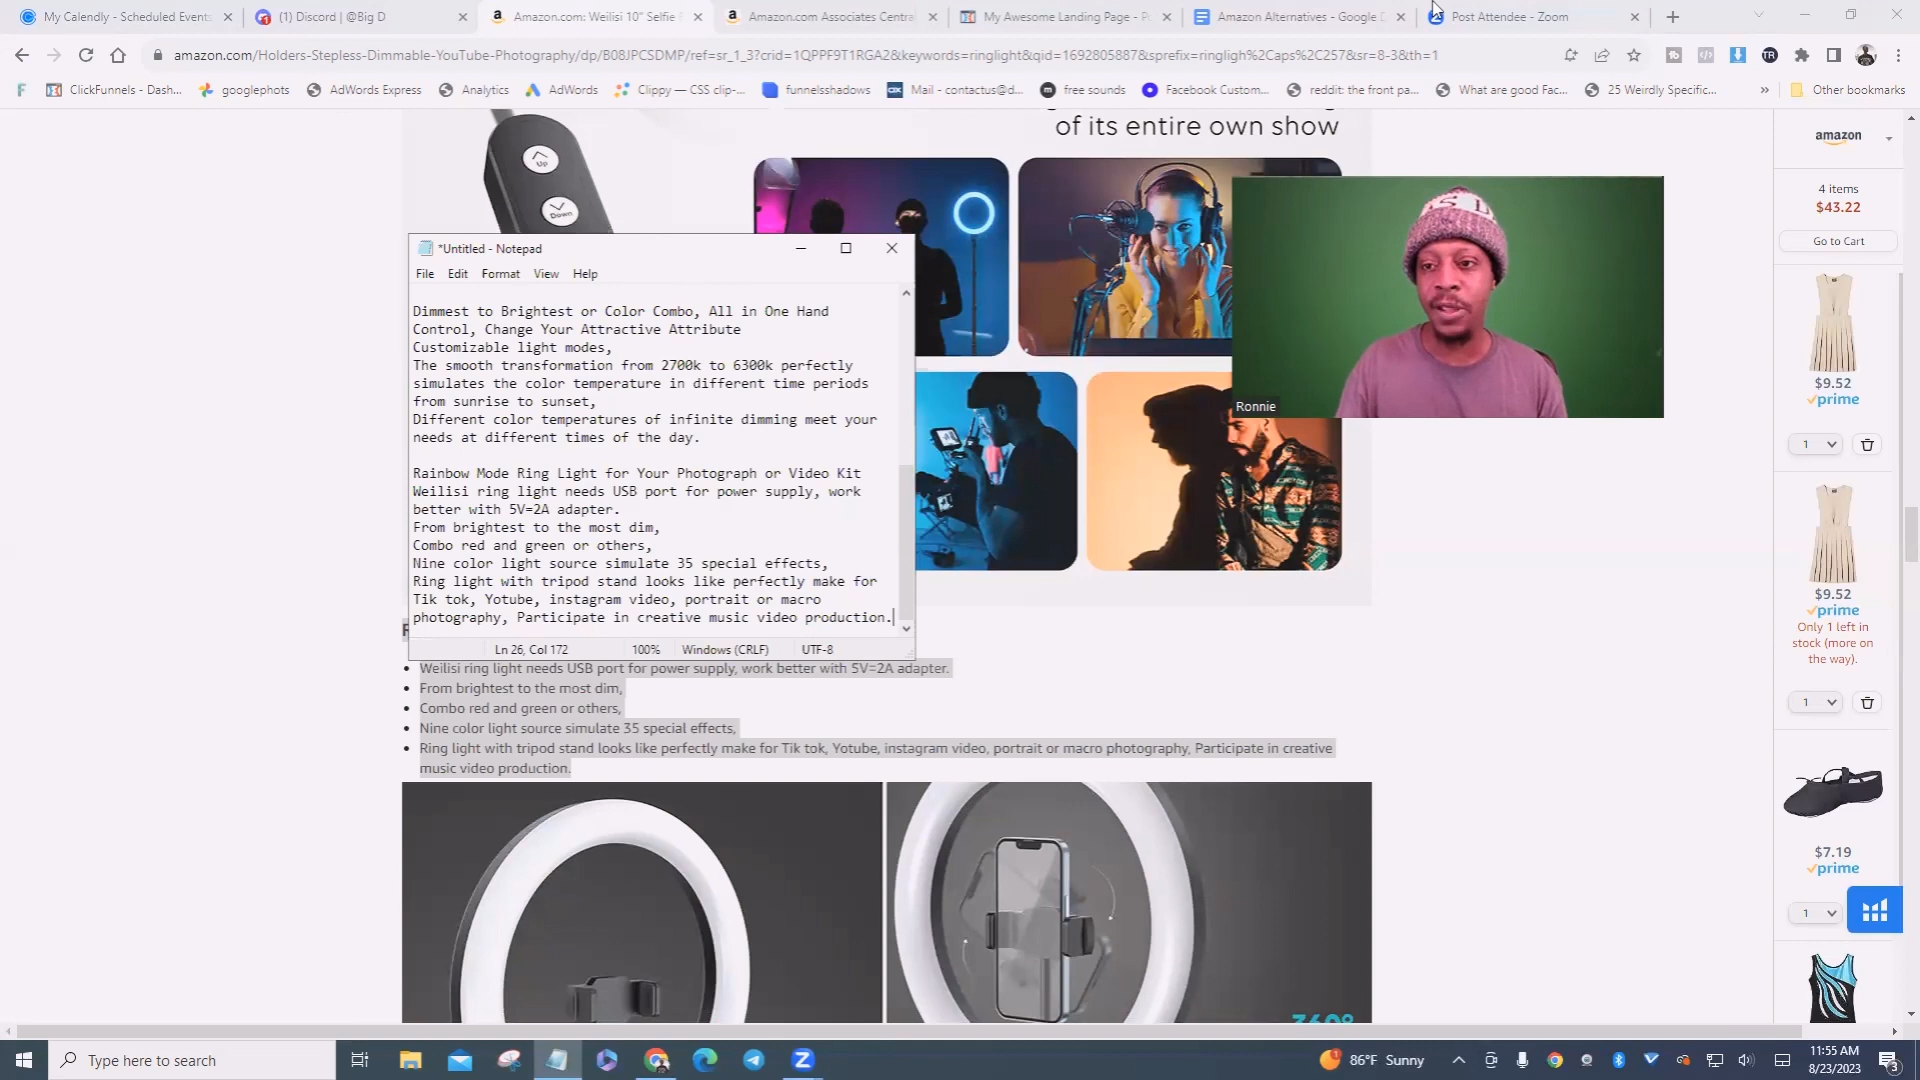 My Calendly - Scheduled Events
(1) Discord | @Big D
Amazon.com: Weilisi 10" Selfie
Amazon.com Associates Centra
My Awesome Landing Page - P
Amazon Alternatives - Google D
Post Attendee - Zoom
amazon.com/Holders-Stepless-Dimmable-YouTube-Photography/dp/B08JPCSDMP/ref=sr_1_3?crid=1QPPF9T1RGA2&keywords=ringlight&qid=1692805887&sprefix=ringligh%2Caps%2C257&sr=8-3&th=1
ClickFunnels - Dash...
googlephots
AdWords Express
Analytics
AdWords
Clippy — CSS clip-...
funnelsshadows
Mail - contactus@d...
free sounds
Facebook Custom...
reddit: the front pa...
What are good Fac...
25 Weirdly Specific...
»
Other bookmarks
of its entire own show
Up
Down
*Untitled - Notepad
File Edit Format View Help
Dimmest to Brightest or Color Combo, All in One Hand
Control, Change Your Attractive Attribute
Customizable light modes,
The smooth transformation from 2700k to 6300k perfectly
simulates the color temperature in different time periods
from sunrise to sunset,
Different color temperatures of infinite dimming meet your
needs at different times of the day.
Rainbow Mode Ring Light for Your Photograph or Video Kit
Weilisi ring light needs USB port for power supply, work
better with 5V=2A adapter.
From brightest to the most dim,
Combo red and green or others,
Nine color light source simulate 35 special effects,
Ring light with tripod stand looks like perfectly make for
Tik tok, Yotube, instagram video, portrait or macro
photography, Participate in creative music video production.
Ln 26, Col 172
100%
Windows (CRLF)
UTF-8
Ronnie
• Weilisi ring light needs USB port for power supply, work better with 5V=2A adapter.
• From brightest to the most dim,
• Combo red and green or others,
• Nine color light source simulate 35 special effects,
• Ring light with tripod stand looks like perfectly make for Tik tok, Yotube, instagram video, portrait or macro photography, Participate in creative
music video production.
amazon
4 items
$43.22
Go to Cart
$9.52
prime
1
$9.52
prime
Only 1 left in
stock (more on
the way).
1
$7.19
prime
1
Type here to search
86°F Sunny
11:55 AM
8/23/2023
3